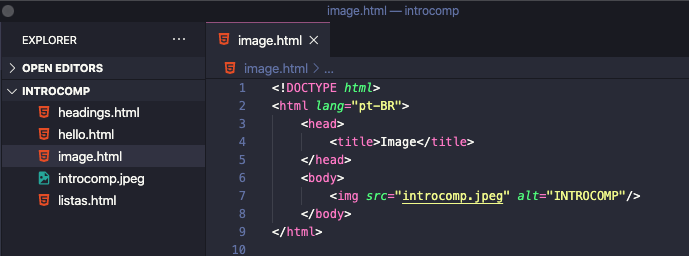 image.html — introcomp
EXPLORER
...
image.html ×
OPEN EDITORS
INTROCOMP
headings.html
hello.html
image.html
introcomp.jpeg
listas.html
image.html > ...
1 <!DOCTYPE html>
2 <html lang="pt-BR">
3 <head>
4 <title>Image</title>
5 </head>
6 <body>
7 <img src="introcomp.jpeg" alt="INTROCOMP"/>
8 </body>
9 </html>
10